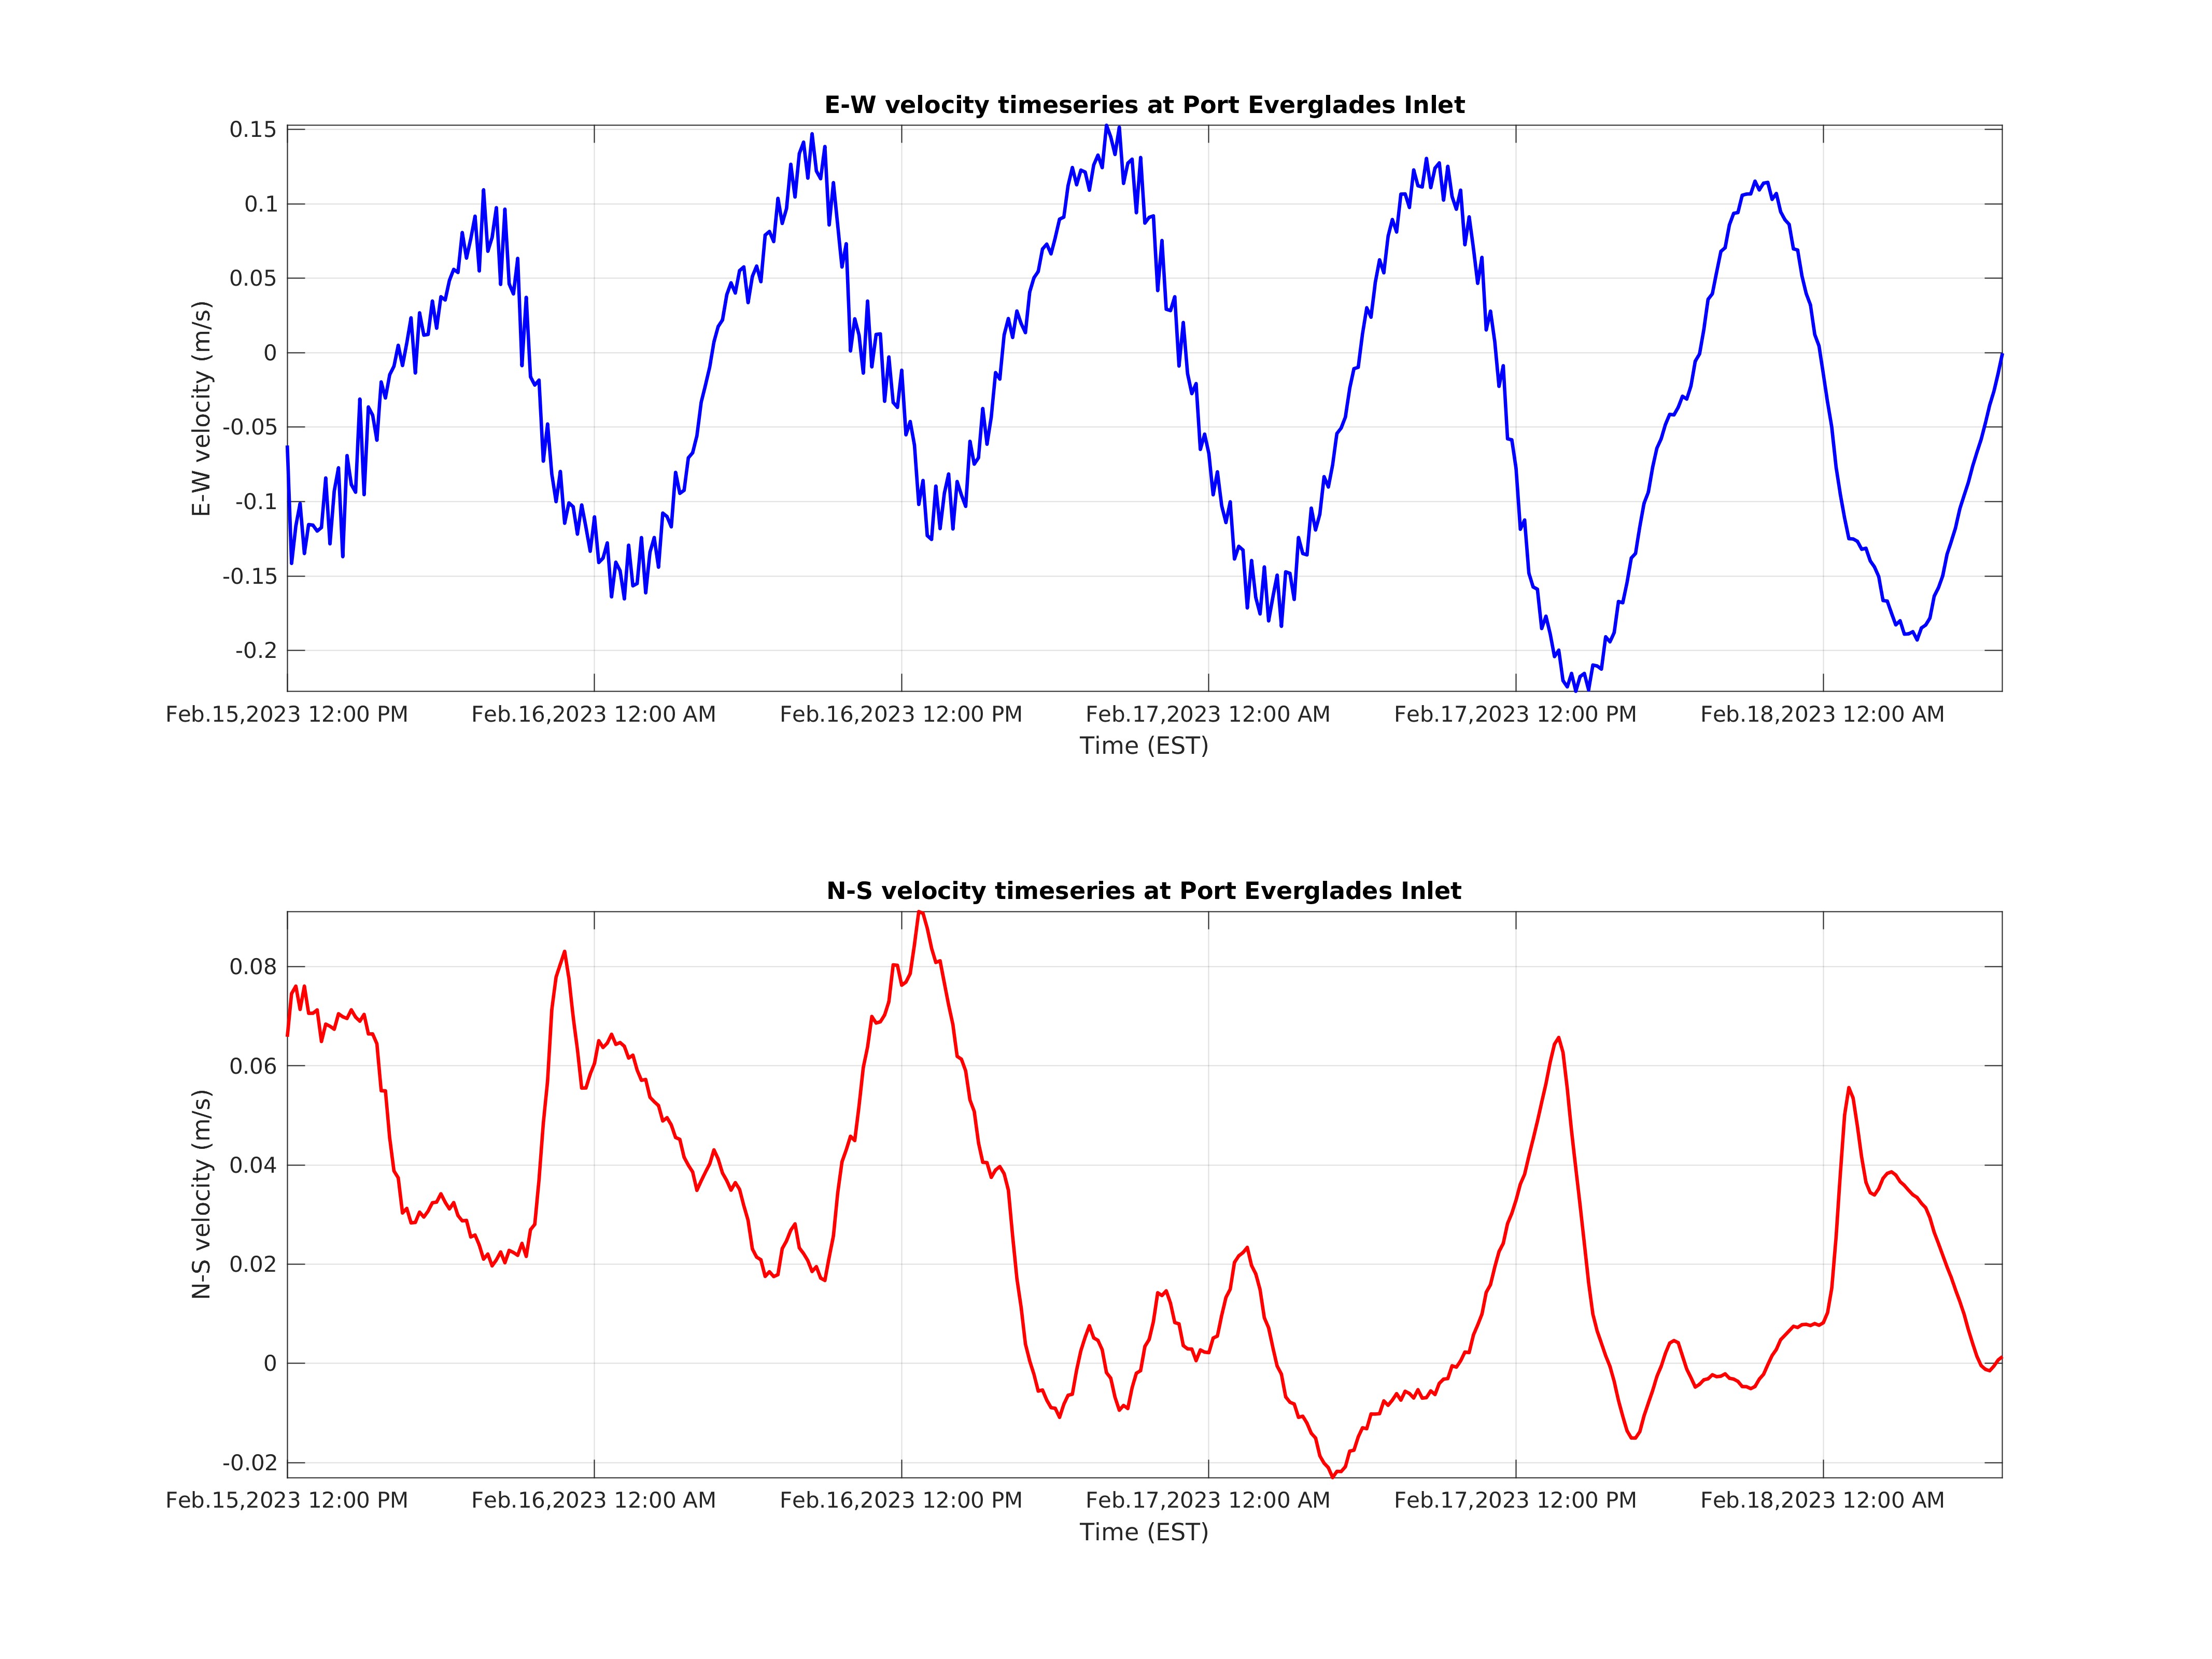 E-W velocity timeseries at Port Everglades Inlet
E-W velocity (m/s)
0.15
0.1
0.05
0
-0.05
-0.1
-0.15
-0.2
Feb.15,2023 12:00 PM Feb.16,2023 12:00 AM Feb.16,2023 12:00 PM Feb.17,2023 12:00 AM Feb.17,2023 12:00 PM Feb.18,2023 12:00 AM
Time (EST)
N-S velocity timeseries at Port Everglades Inlet
N-S velocity (m/s)
0.08
0.06
0.04
0.02
0
-0.02
Feb.15,2023 12:00 PM Feb.16,2023 12:00 AM Feb.16,2023 12:00 PM Feb.17,2023 12:00 AM Feb.17,2023 12:00 PM Feb.18,2023 12:00 AM
Time (EST)